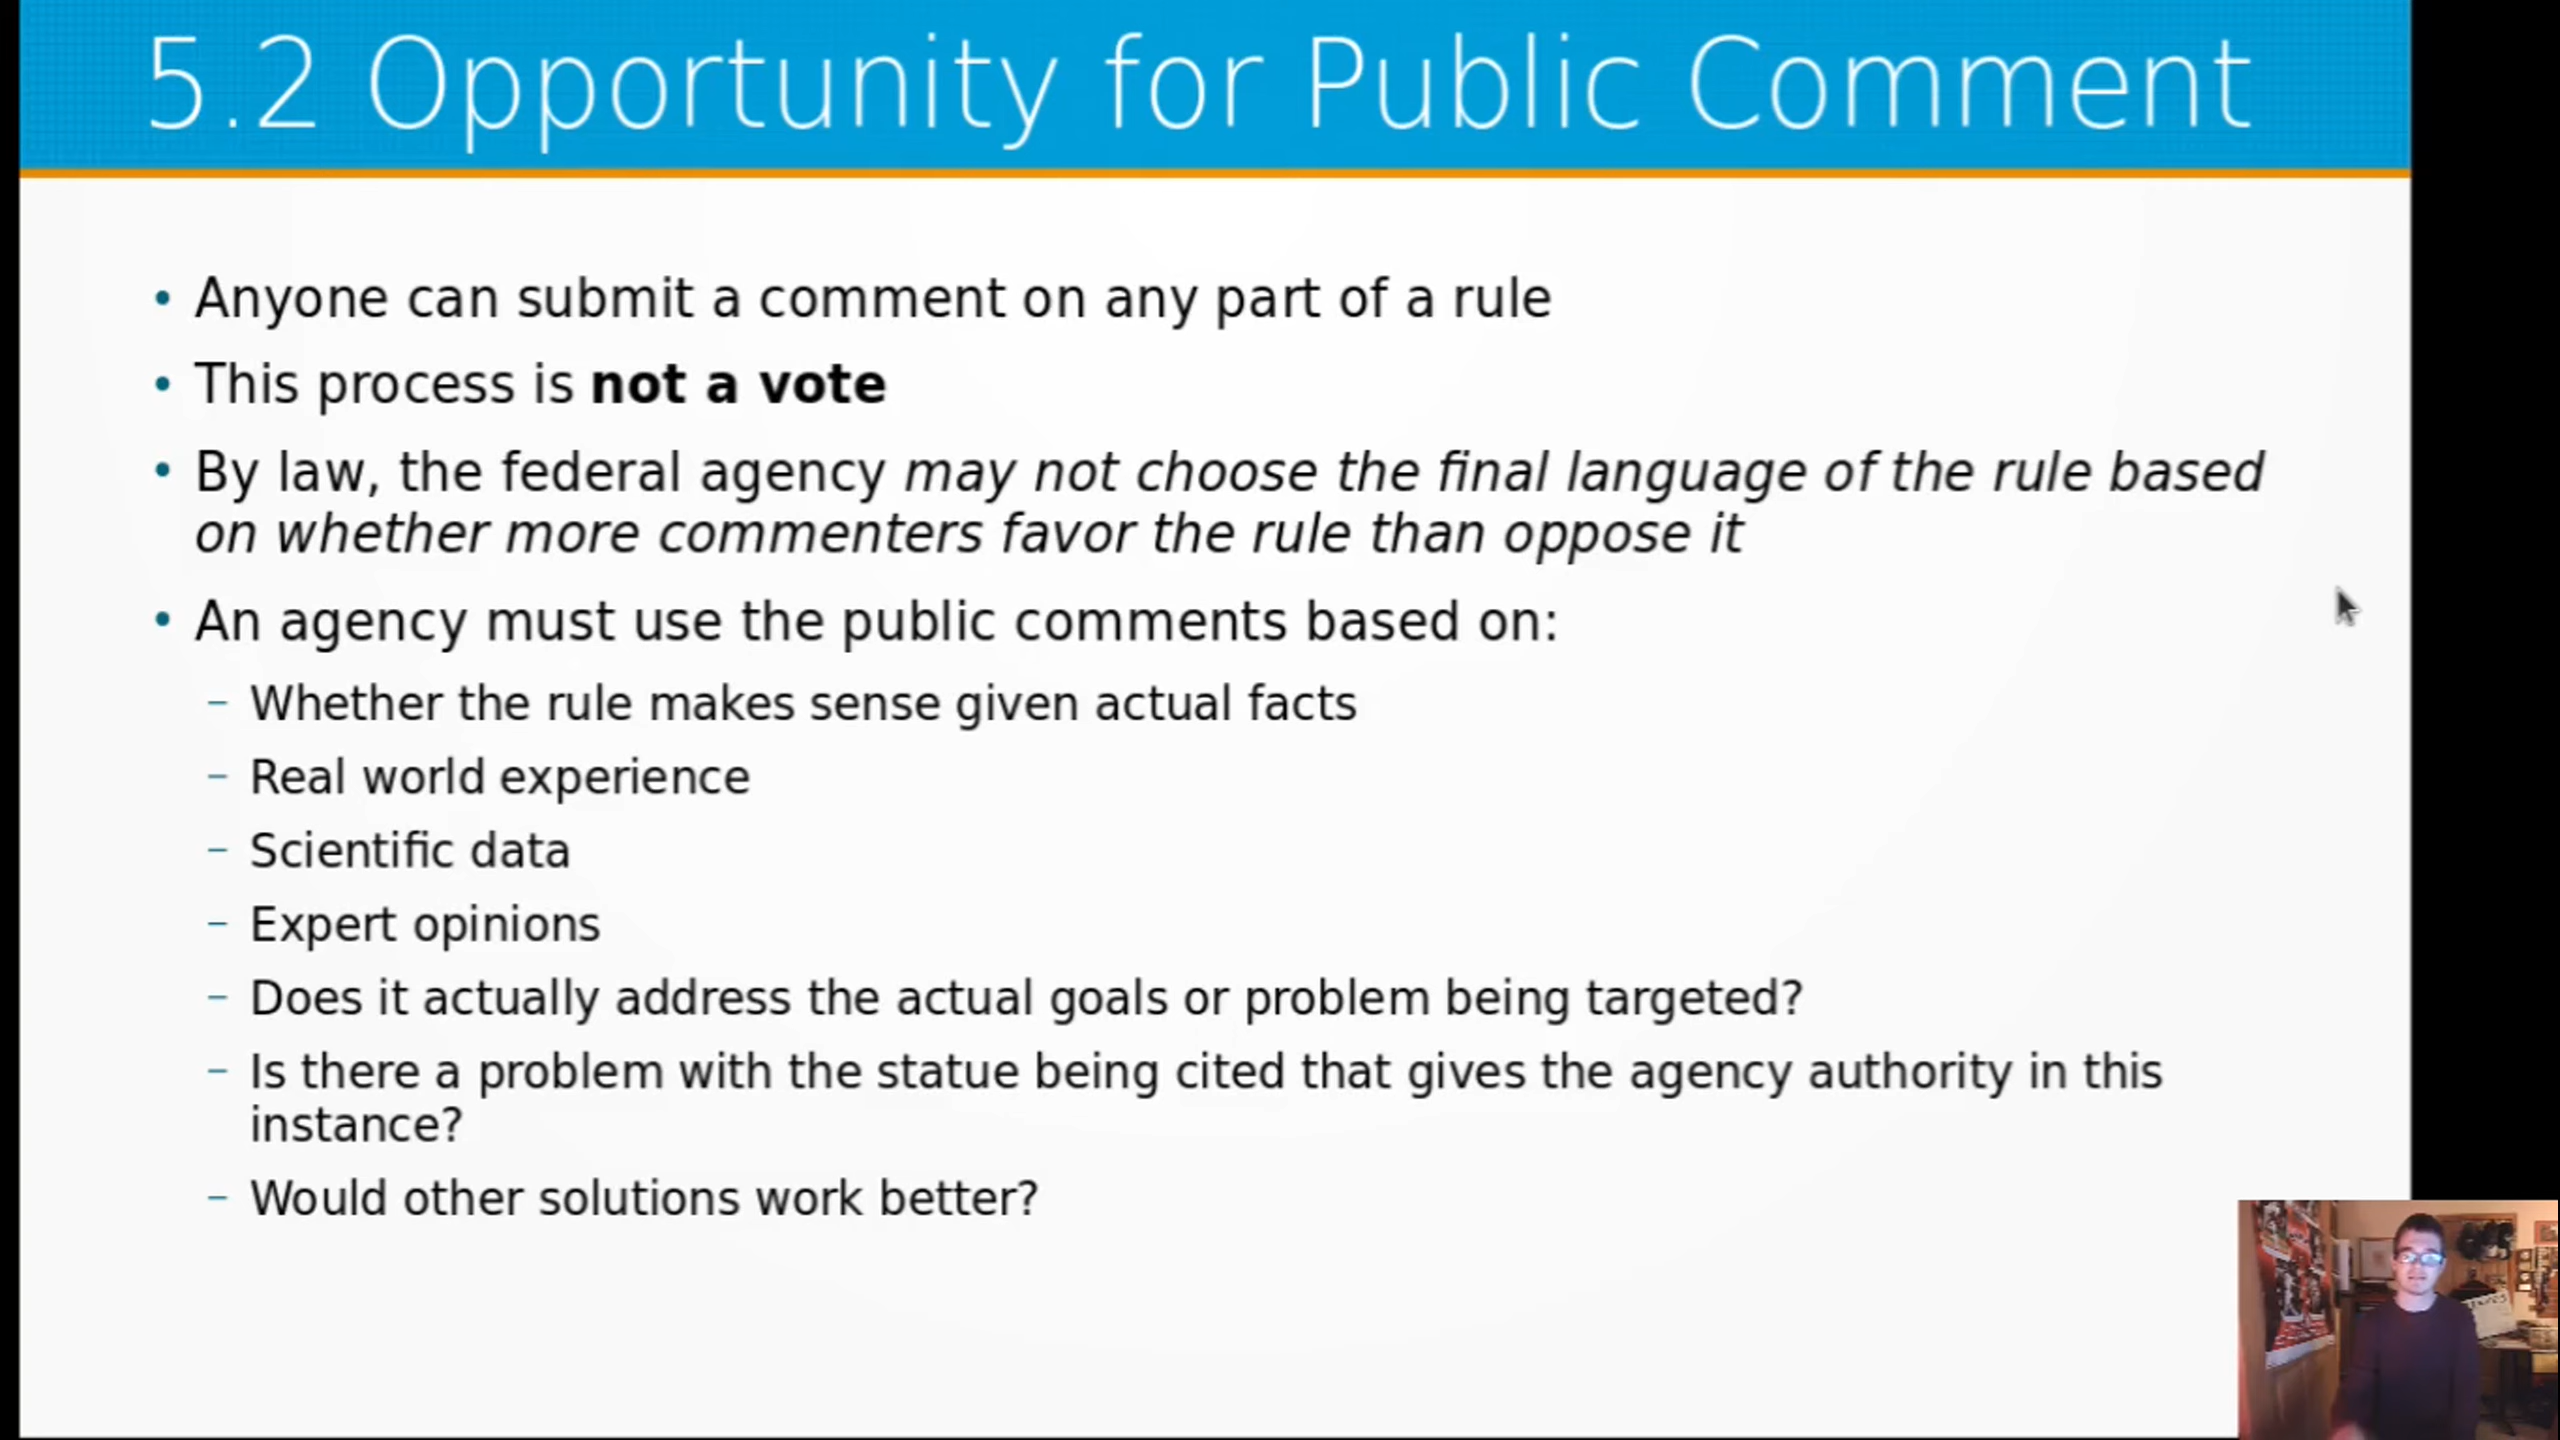 5.2 Opportunity for Public Comment
• Anyone can submit a comment on any part of a rule
• This process is not a vote
• By law, the federal agency may not choose the final language of the rule based
on whether more commenters favor the rule than oppose it
• An agency must use the public comments based on:
– Whether the rule makes sense given actual facts
– Real world experience
– Scientific data
– Expert opinions
– Does it actually address the actual goals or problem being targeted?
– Is there a problem with the statue being cited that gives the agency authority in this
instance?
– Would other solutions work better?